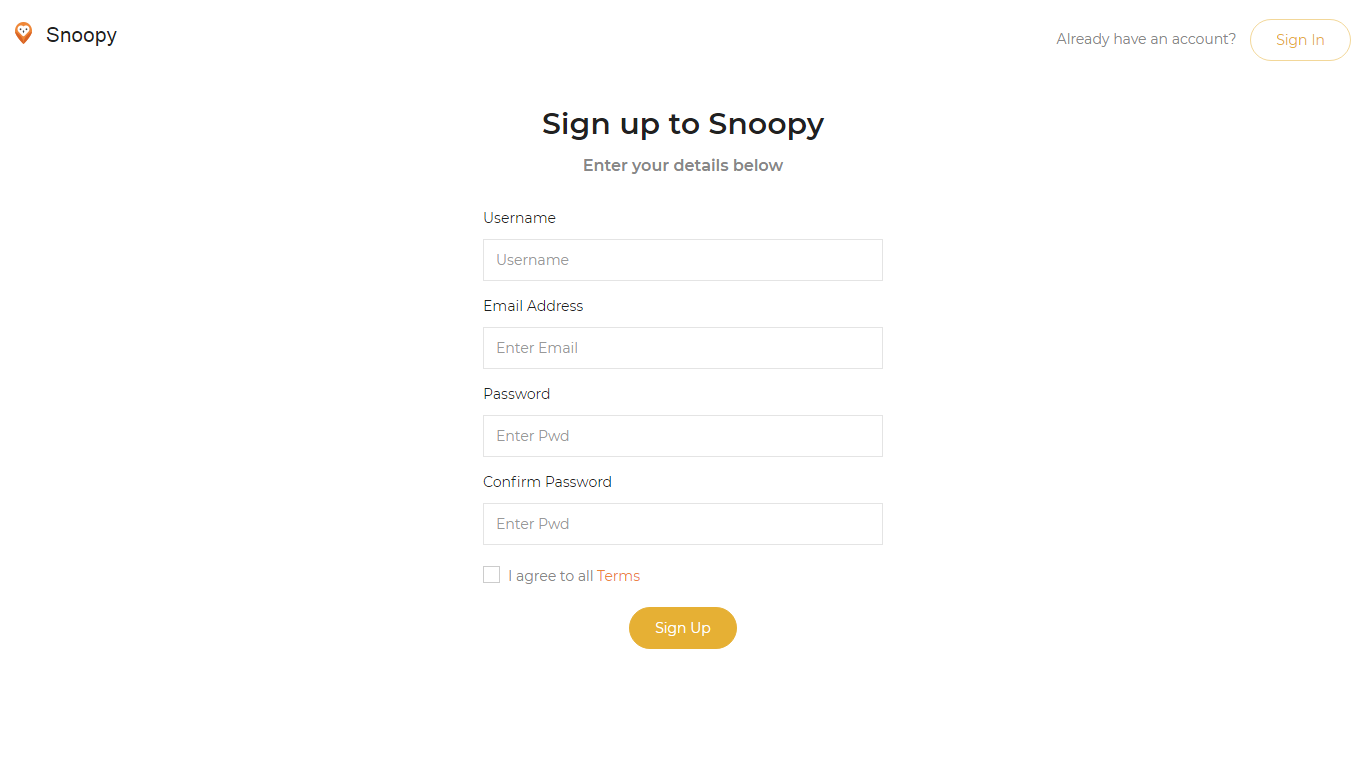 Snoopy
Already have an account?
Sign In
Sign up to Snoopy
Enter your details below
Username
Username
Email Address
Enter Email
Password
Enter Pwd
Confirm Password
Enter Pwd
I agree to all Terms
Sign Up